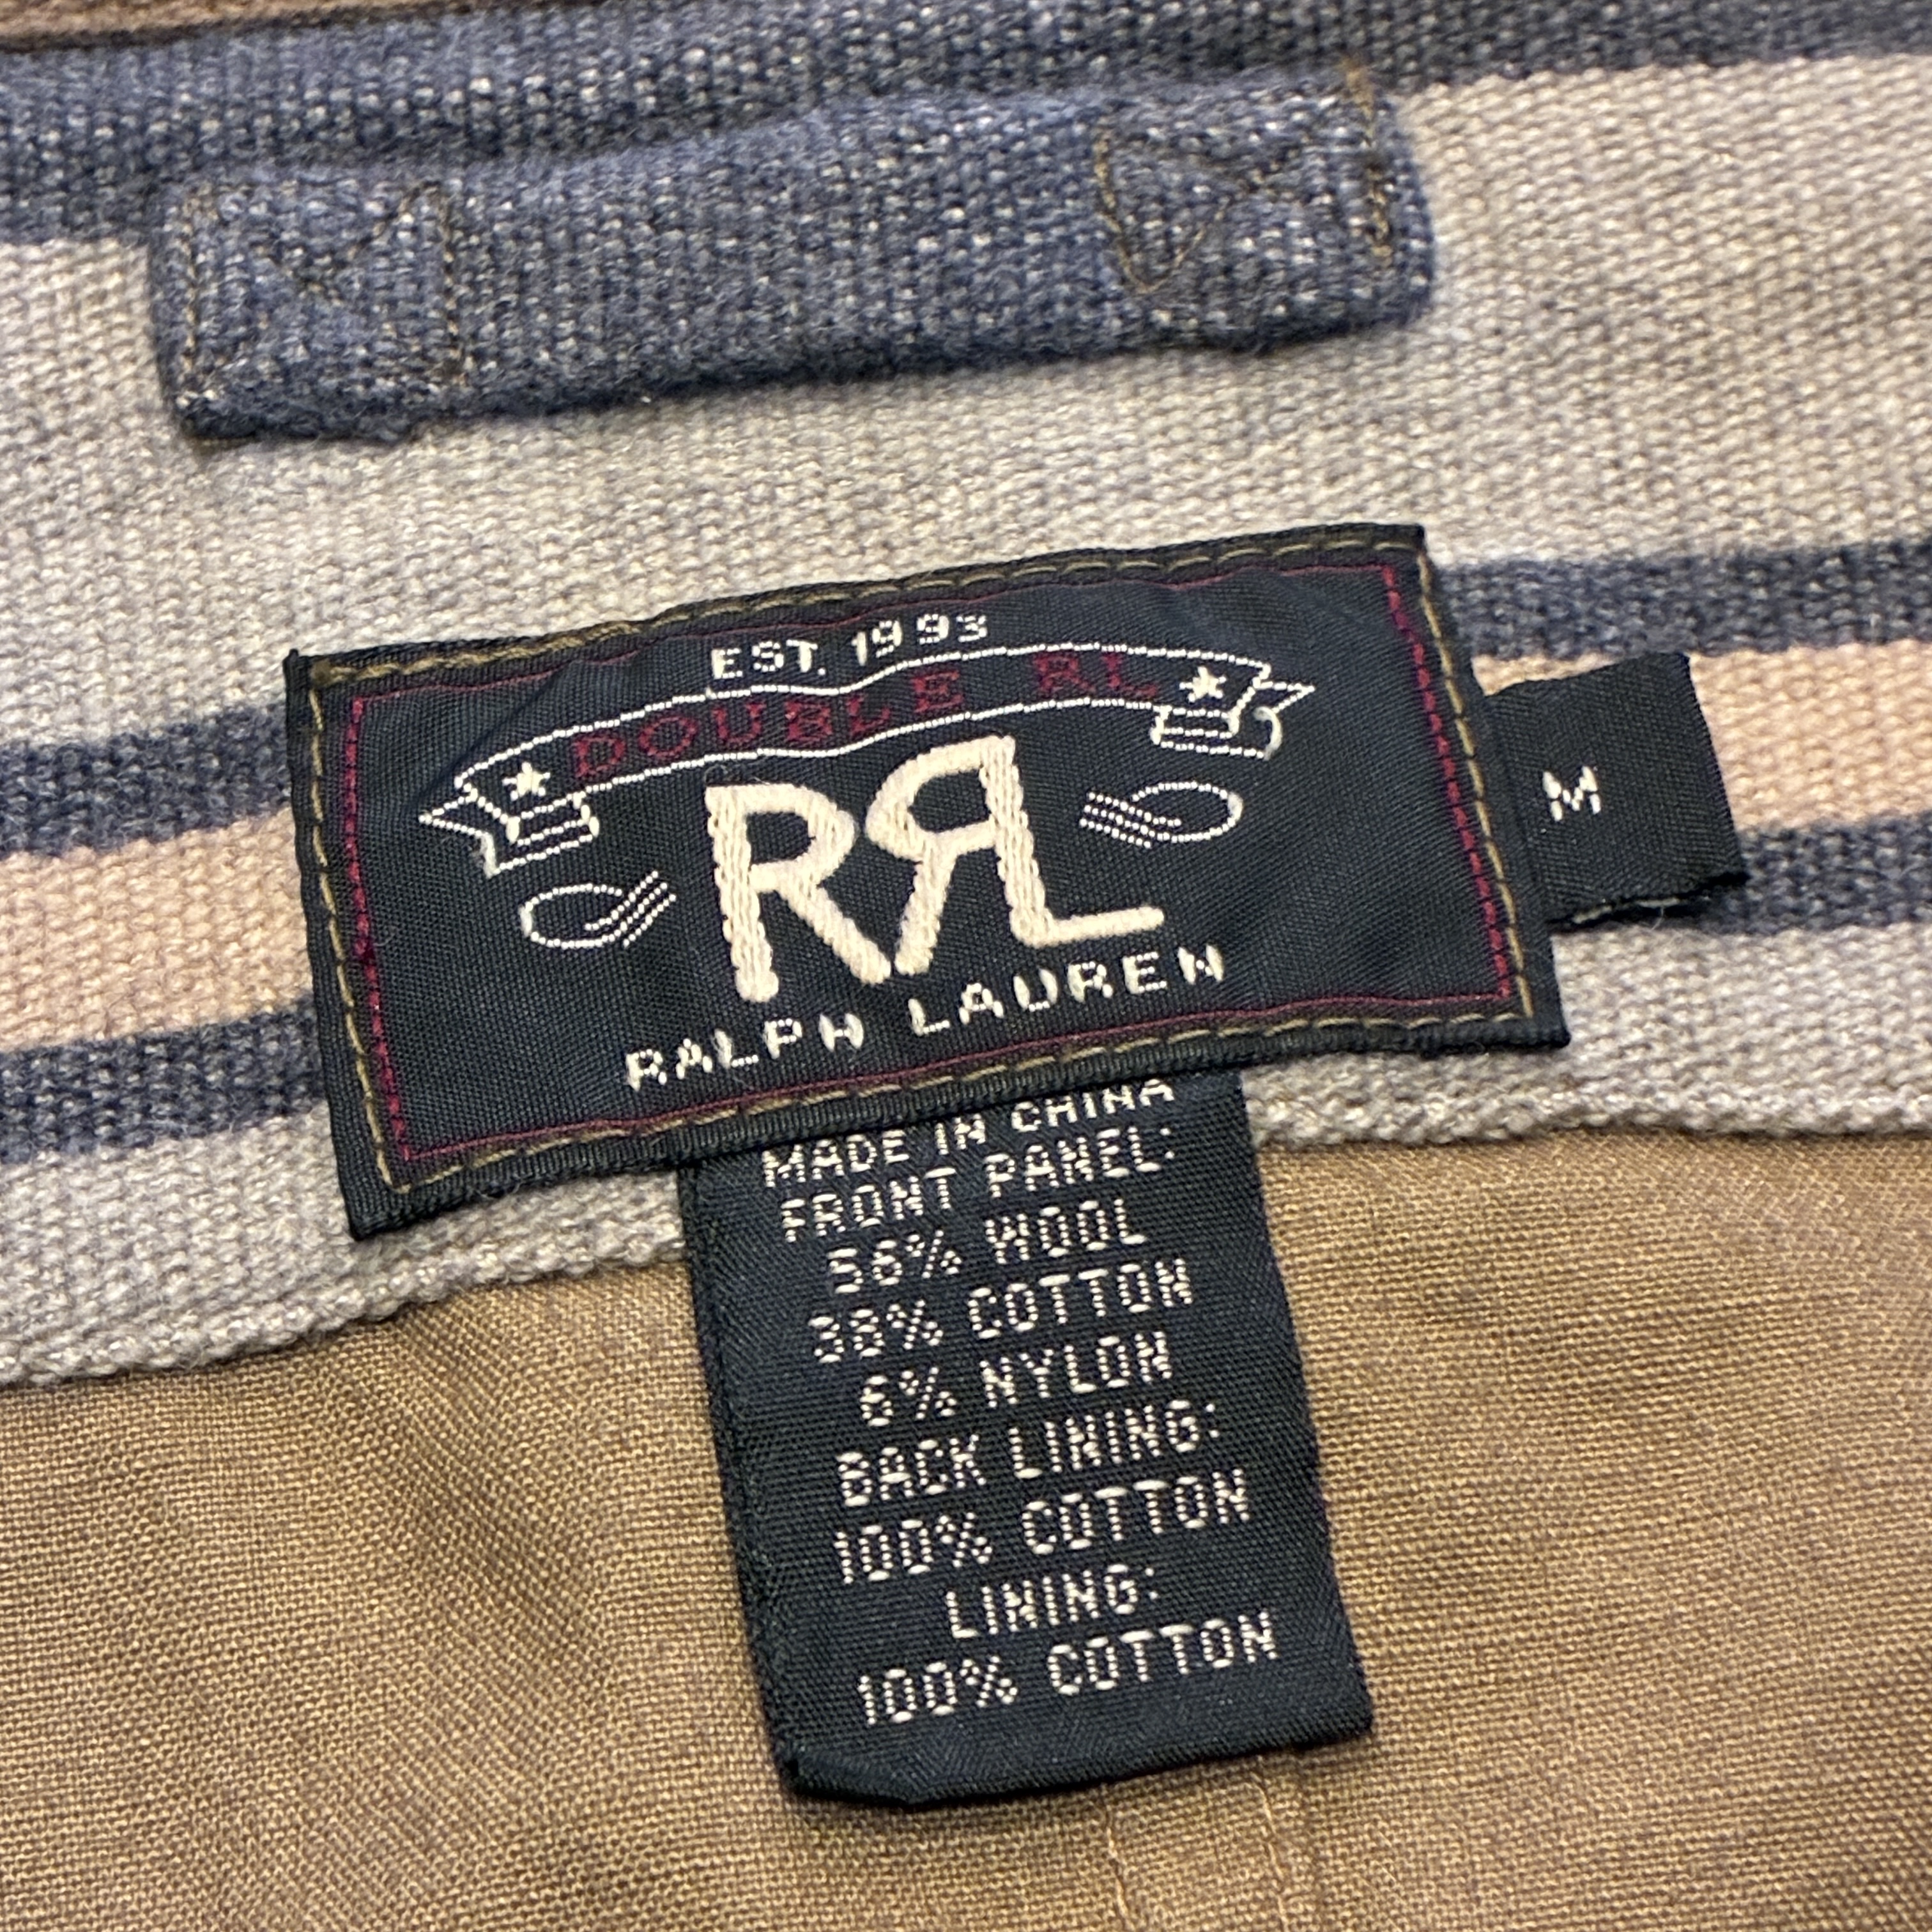 EST. 1993
DOUBLE RL
RRL
RALPH LAUREN
M
MADE IN CHINA
FRONT PANEL:
56% WOOL
38% COTTON
6% NYLON
BACK LINING:
100% COTTON
LINING:
100% COTTON